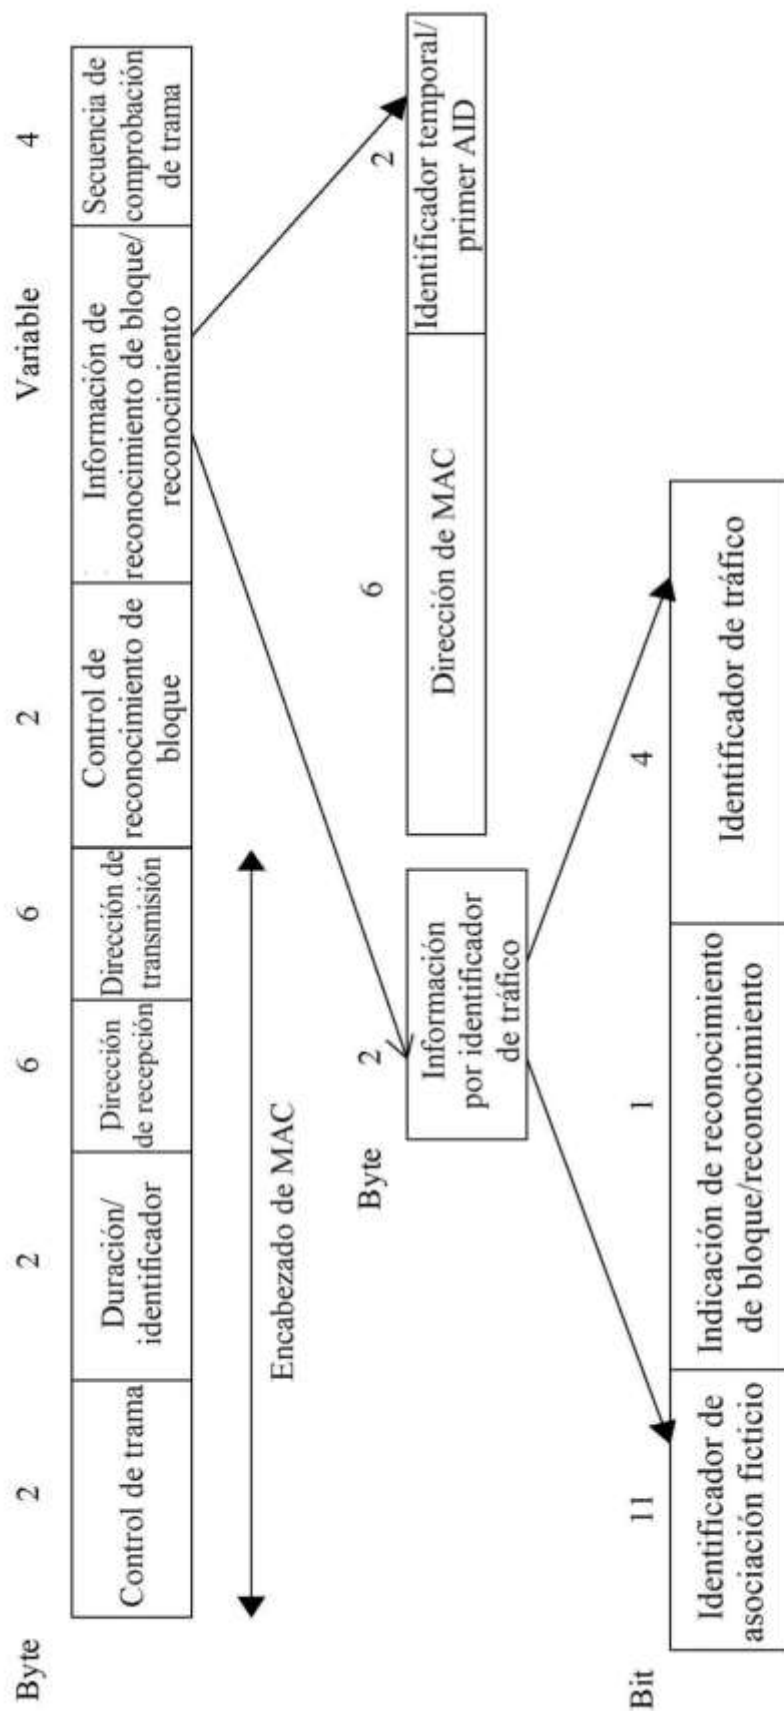 Byte
2
2
6
6
2
Variable
4
Control de trama
Duración/
identificador
Dirección
de recepción
Dirección de
transmisión
Control de
reconocimiento de
bloque
Información de
reconocimiento de bloque/
reconocimiento
Secuencia de
comprobación
de trama
Encabezado de MAC
Byte
2
6
2
Información
por identificador
de tráfico
Dirección de MAC
Identificador temporal/
primer AID
Bit
11
1
4
Identificador de
asociación ficticio
Indicación de reconocimiento
de bloque/reconocimiento
Identificador de tráfico